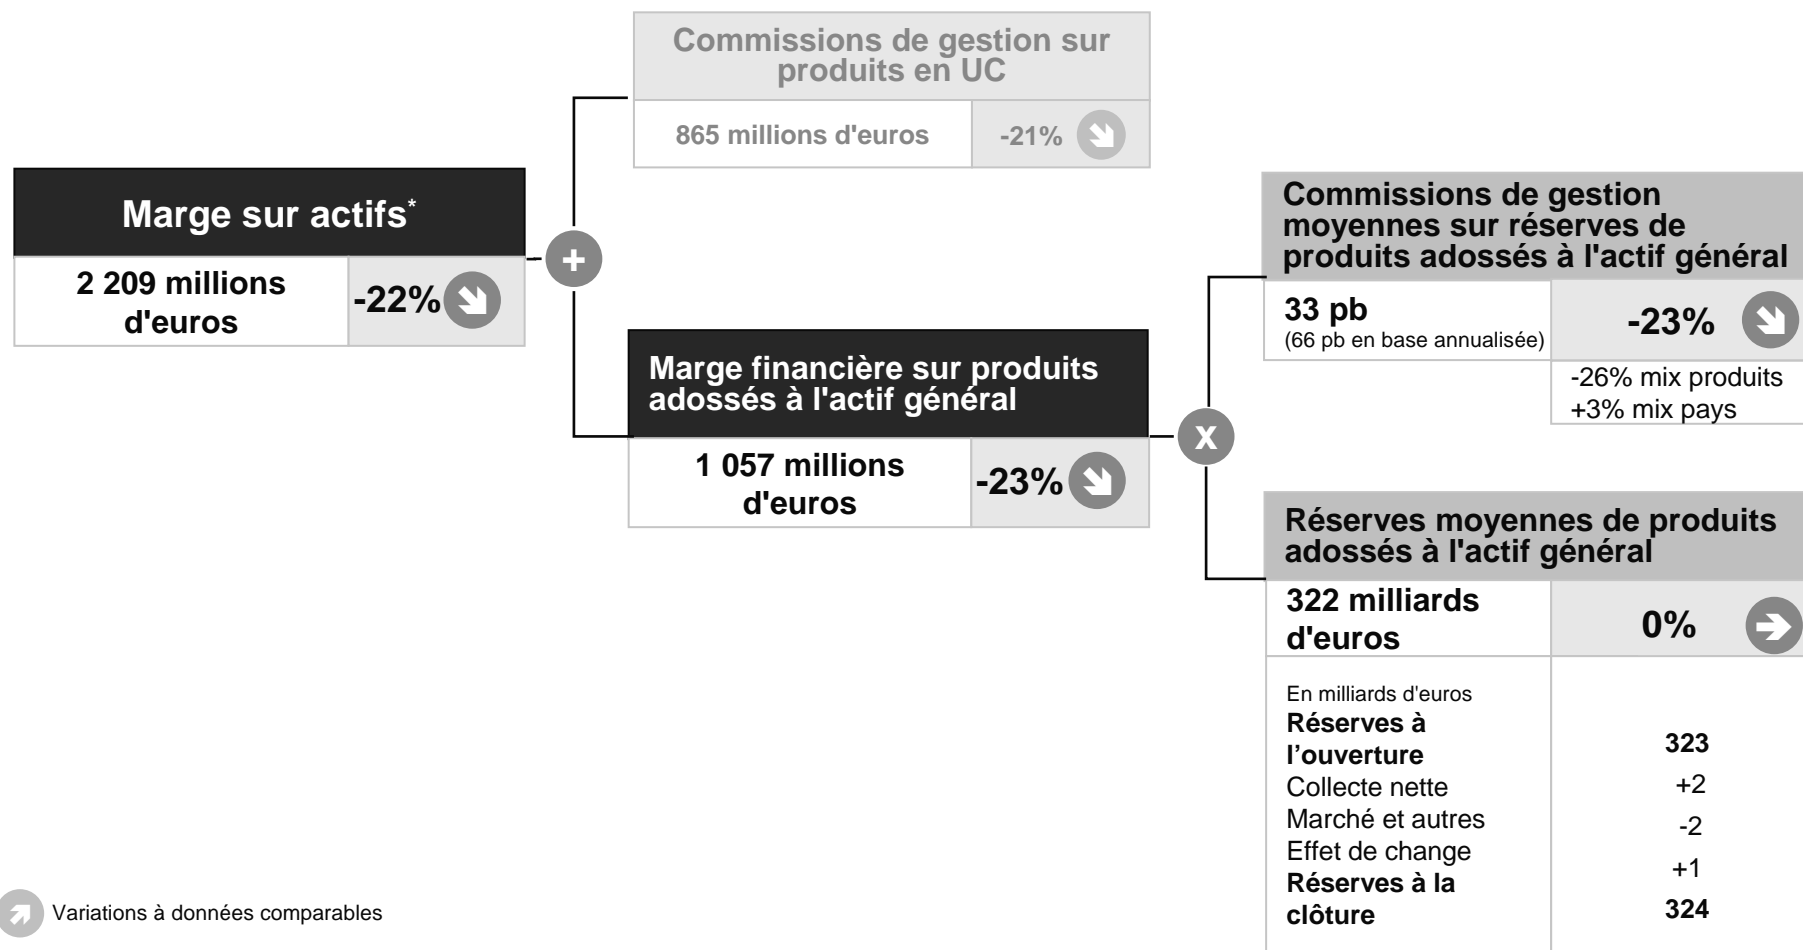 Commissions de gestion sur
produits en UC
865 millions d'euros
-21%
Marge sur actifs*
2 209 millions
d'euros
-22%
+
Marge financière sur produits
adossés à l'actif général
1 057 millions
d'euros
-23%
x
Commissions de gestion
moyennes sur réserves de
produits adossés à l'actif général
33 pb
(66 pb en base annualisée)
-23%
-26% mix produits
+3% mix pays
Réserves moyennes de produits
adossés à l'actif général
322 milliards
d'euros
0%
En milliards d'euros
Réserves à
l’ouverture
323
Collecte nette
+2
Marché et autres
-2
Effet de change
+1
Réserves à la
clôture
324
Variations à données comparables